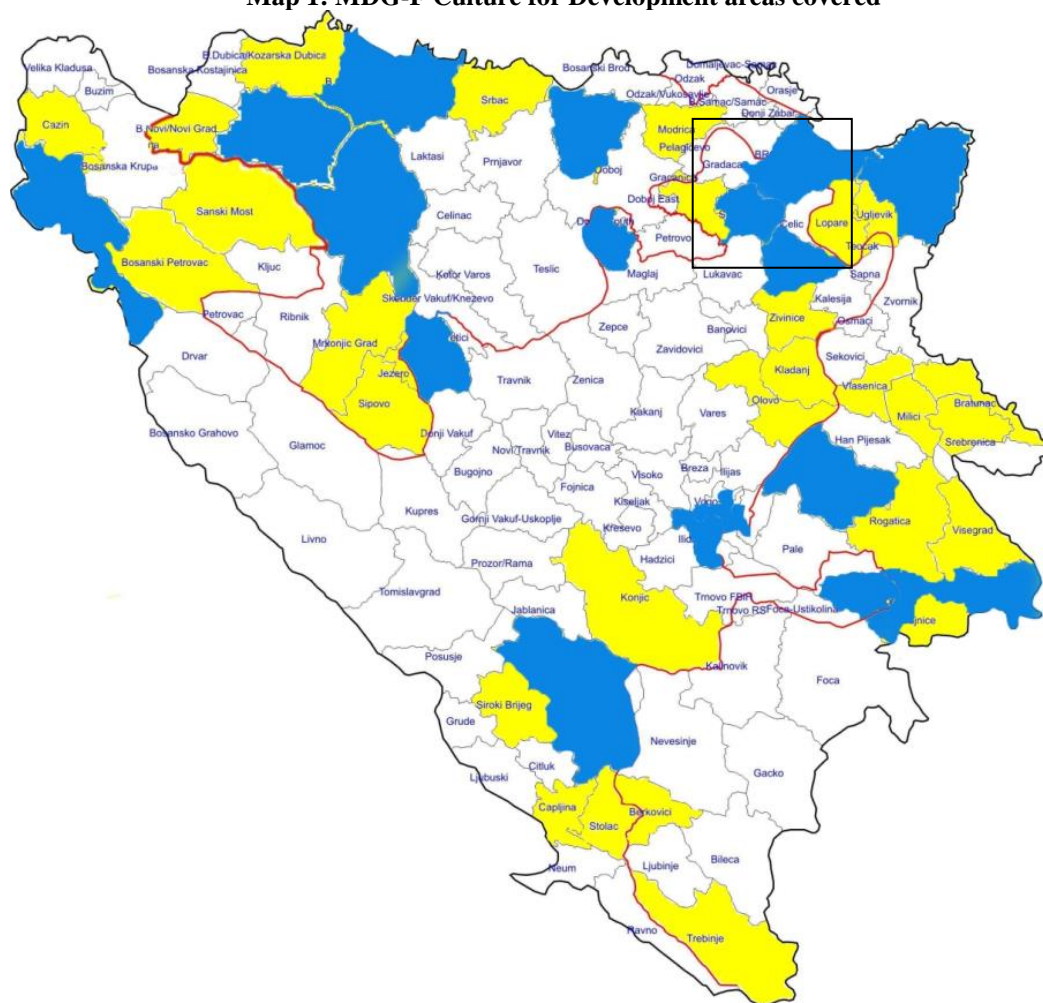 Map 1: MDG-F Culture for Development areas covered
Velika Kladusa
Buzim
Cazin
Bosanska Krupa
Bosanska Kostajnica
B.Dubica/Kozarska Dubica
B.Novi/Novi Grad
na
B
Srbac
Bosanski Brod
Odzak
Odzak/Vukosavlje
Orasje
B.Samac/Samac
Modrica
Pelagicevo
Gradacac
BR
Laktasi
Prnjavor
Doboj
Gracanica
Doboj East
S
Celic
Lopare
Ugljevik
Teocak
Sapna
Sanski Most
Celinac
Petrovo
Lukavac
Kalesija
Zvornik
Bosanski Petrovac
Kljuc
Kotor Varos
Teslic
Maglaj
Osmaci
Skender Vakuf/Knezevo
Petrovac
Ribnik
Zivinice
Banovici
Zepce
Zavidovici
Sekovici
Drvar
Mrkonjic Grad
Jezero
Sipovo
Travnik
Zenica
Kladanj
Vlasenica
Bratunac
Milici
Srebrenica
Olovo
Kakanj
Vares
Han Pijesak
Bosansko Grahovo
Glamoc
Donji Vakuf
Vitez
Busovaca
Novi/Travnik
Bugojno
Visoko
Breza
Ilijas
Fojnica
Kiseljak
Kupres
Gornji Vakuf-Uskoplje
Kresevo
Rogatica
Visegrad
Livno
Pale
Hadzici
Prozor/Rama
Tomislavgrad
Konjic
Trnovo FBiH
Trnovo RS
Foca-Ustikolina
jnice
Jablanica
Posusje
Kalinovik
Foca
Siroki Brijeg
Grude
Nevesinje
Citluk
Ljubuski
Gacko
Capljina
Stolac
Berkovici
Neum
Ljubinje
Bileca
Ravno
Trebinje